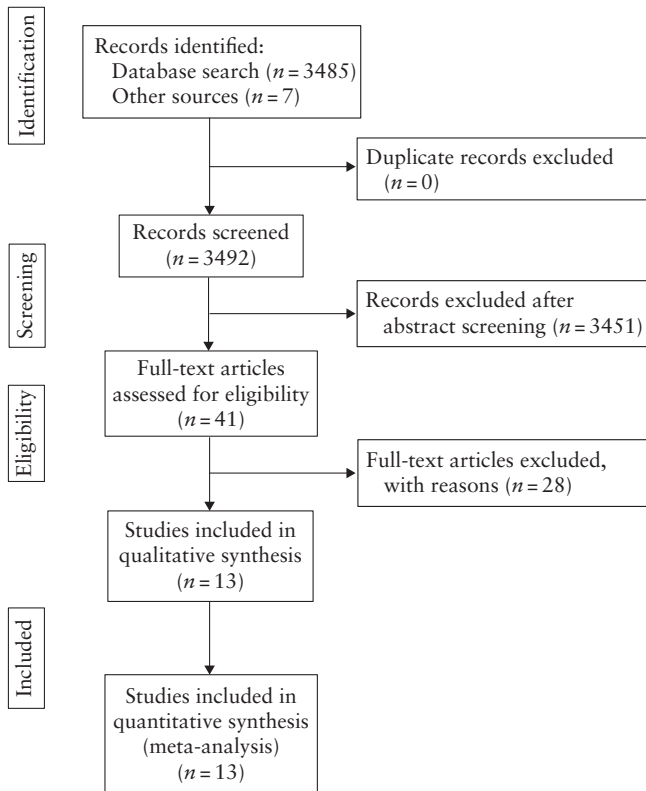 Identification
Records identified:
Database search (n = 3485)
Other sources (n = 7)
Duplicate records excluded
(n = 0)
Records screened
(n = 3492)
Screening
Records excluded after
abstract screening (n = 3451)
Full-text articles
assessed for eligibility
(n = 41)
Eligibility
Full-text articles excluded,
with reasons (n = 28)
Studies included in
qualitative synthesis
(n = 13)
Included
Studies included in
quantitative synthesis
(meta-analysis)
(n = 13)